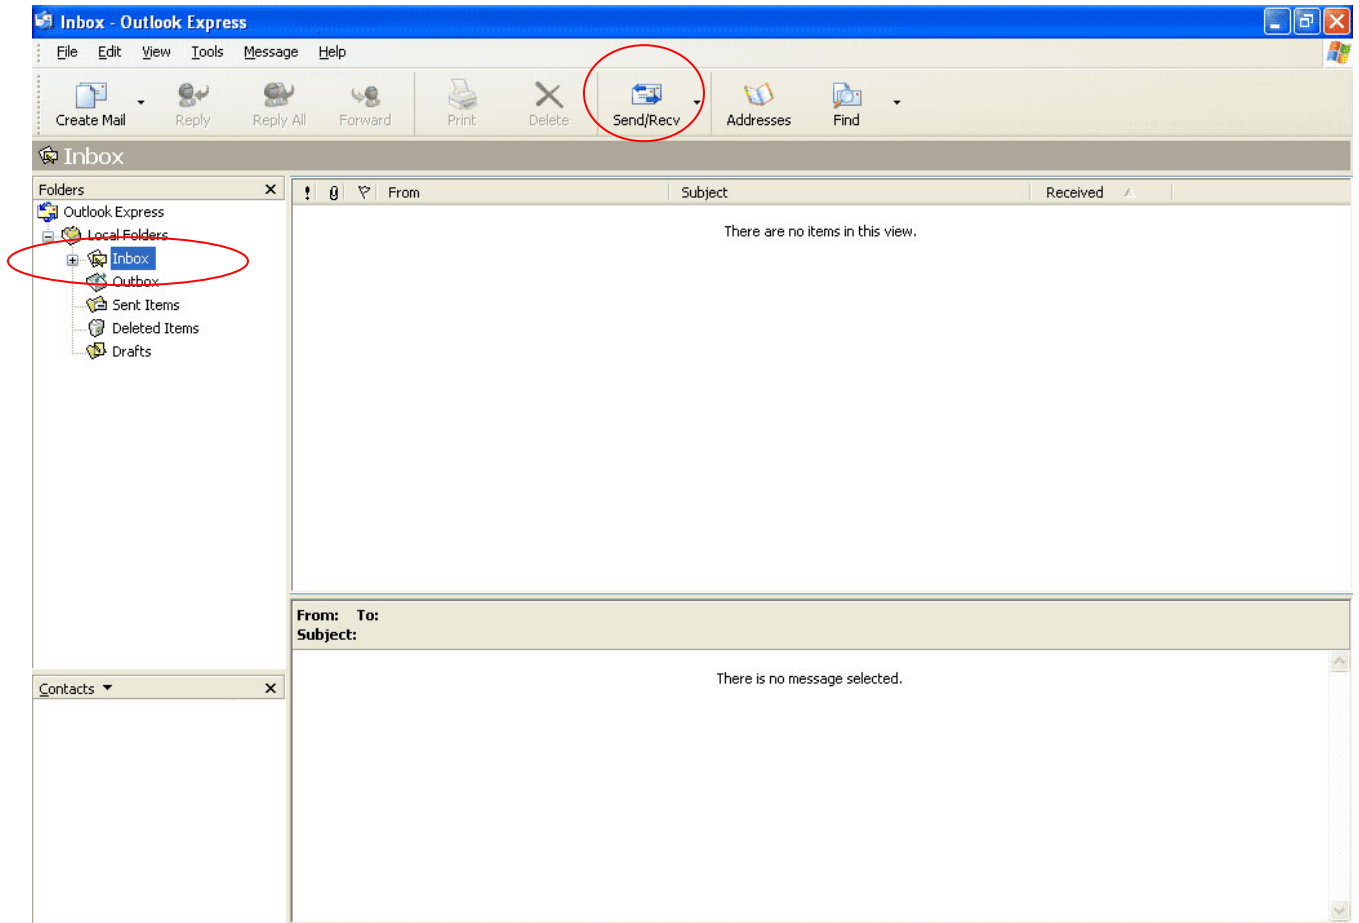 Inbox - Outlook Express
File Edit View Tools Message Help
Create Mail Reply Reply All Forward Print Delete Send/Recv Addresses Find
Inbox
Folders
! From Subject Received
Outlook Express
There are no items in this view.
Local Folders
Inbox
Outbox
Sent Items
Deleted Items
Drafts
From: To:
Subject:
There is no message selected.
Contacts